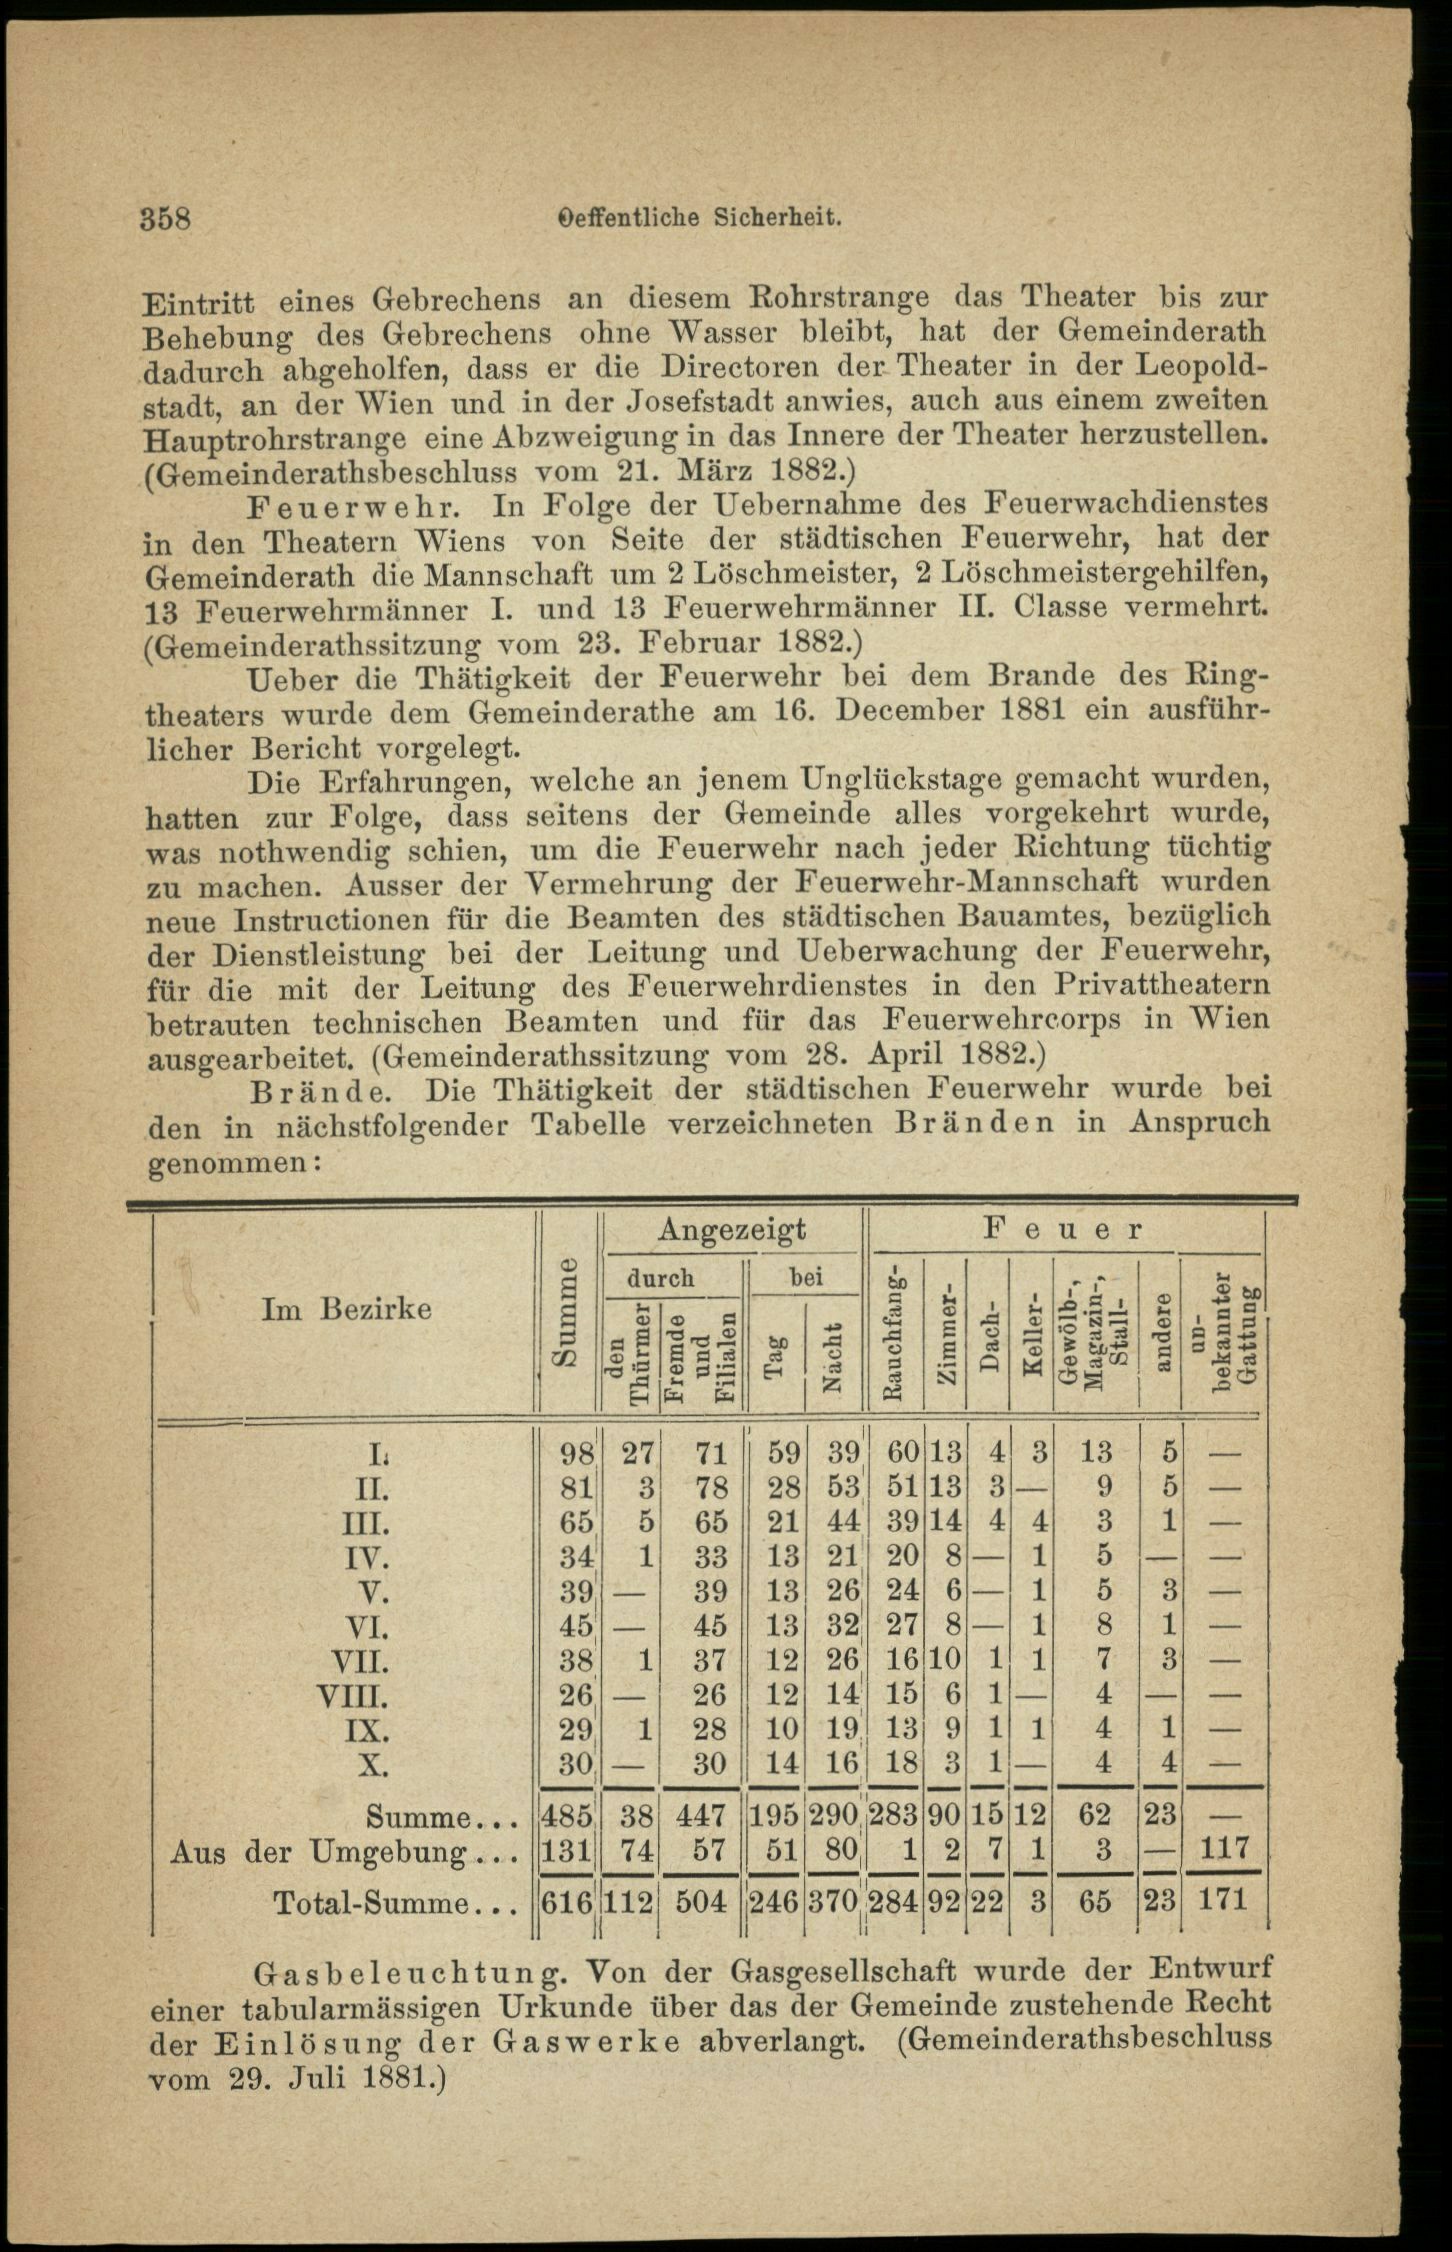 358 Oeffentliche Sicherheit.
Eintritt eines Gebrechens an diesem Rohrstrange das Theater bis zur
Behebung des Gebrechens ohne Wasser bleibt, hat der Gemeinderath
dadurch abgeholfen, dass er die Directoren der Theater in der Leopold-
stadt, an der Wien und in der Josefstadt anwies, auch aus einem zweiten
Hauptrohrstrange eine Abzweigung in das Innere der Theater herzustellen.
(Gemeinderathsbeschluss vom 21. März 1882.)
Feuerwehr. In Folge der Uebernahme des Feuerwachdienstes
in den Theatern Wiens von Seite der städtischen Feuerwehr, hat der
Gemeinderath die Mannschaft um 2 Löschmeister, 2 Löschmeistergehilfen,
13 Feuerwehrmänner I. und 13 Feuerwehrmänner II. Classe vermehrt.
(Gemeinderathssitzung vom 23. Februar 1882.)
Ueber die Thätigkeit der Feuerwehr bei dem Brande des Ring-
theaters wurde dem Gemeinderathe am 16. December 1881 ein ausführ-
licher Bericht vorgelegt.
Die Erfahrungen, welche an jenem Unglückstage gemacht wurden,
hatten zur Folge, dass seitens der Gemeinde alles vorgekehrt wurde,
was nothwendig schien, um die Feuerwehr nach jeder Richtung tüchtig
zu machen. Ausser der Vermehrung der Feuerwehr-Mannschaft wurden
neue Instructionen für die Beamten des städtischen Bauamtes, bezüglich
der Dienstleistung bei der Leitung und Ueberwachung der Feuerwehr,
für die mit der Leitung des Feuerwehrdienstes in den Privattheatern
betrauten technischen Beamten und für das Feuerwehrcorps in Wien
ausgearbeitet. (Gemeinderathssitzung vom 28. April 1882.)
Brände. Die Thätigkeit der städtischen Feuerwehr wurde bei
den in nächstfolgender Tabelle verzeichneten Bränden in Anspruch
genommen:
Im Bezirke
Summe
Angezeigt
durch
den
Thürmer
Fremde
und
Filialen
bei
Tag
Nacht
Feuer
Rauchfang-
Zimmer-
Dach-
Keller-
Gewölb-,
Magazin-,
Stall-
andere
un-
bekannter
Gattung
I. 98 27 71 59 39 60 13 4 3 13 5 —
II. 81 3 78 28 53 51 13 3 — 9 5 —
III. 65 5 65 21 44 39 14 4 4 3 1 —
IV. 34 1 33 13 21 20 8 — 1 5 — —
V. 39 — 39 13 26 24 6 — 1 5 3 —
VI. 45 — 45 13 32 27 8 — 1 8 1 —
VII. 38 1 37 12 26 16 10 1 1 7 3 —
VIII. 26 — 26 12 14 15 6 1 — 4 — —
IX. 29 1 28 10 19 13 9 1 1 4 1 —
X. 30 — 30 14 16 18 3 1 — 4 4 —
Summe... 485 38 447 195 290 283 90 15 12 62 23 —
Aus der Umgebung... 131 74 57 51 80 1 2 7 1 3 — 117
Total-Summe... 616 112 504 246 370 284 92 22 3 65 23 171
Gasbeleuchtung. Von der Gasgesellschaft wurde der Entwurf
einer tabularmässigen Urkunde über das der Gemeinde zustehende Recht
der Einlösung der Gaswerke abverlangt. (Gemeinderathsbeschluss
vom 29. Juli 1881.)